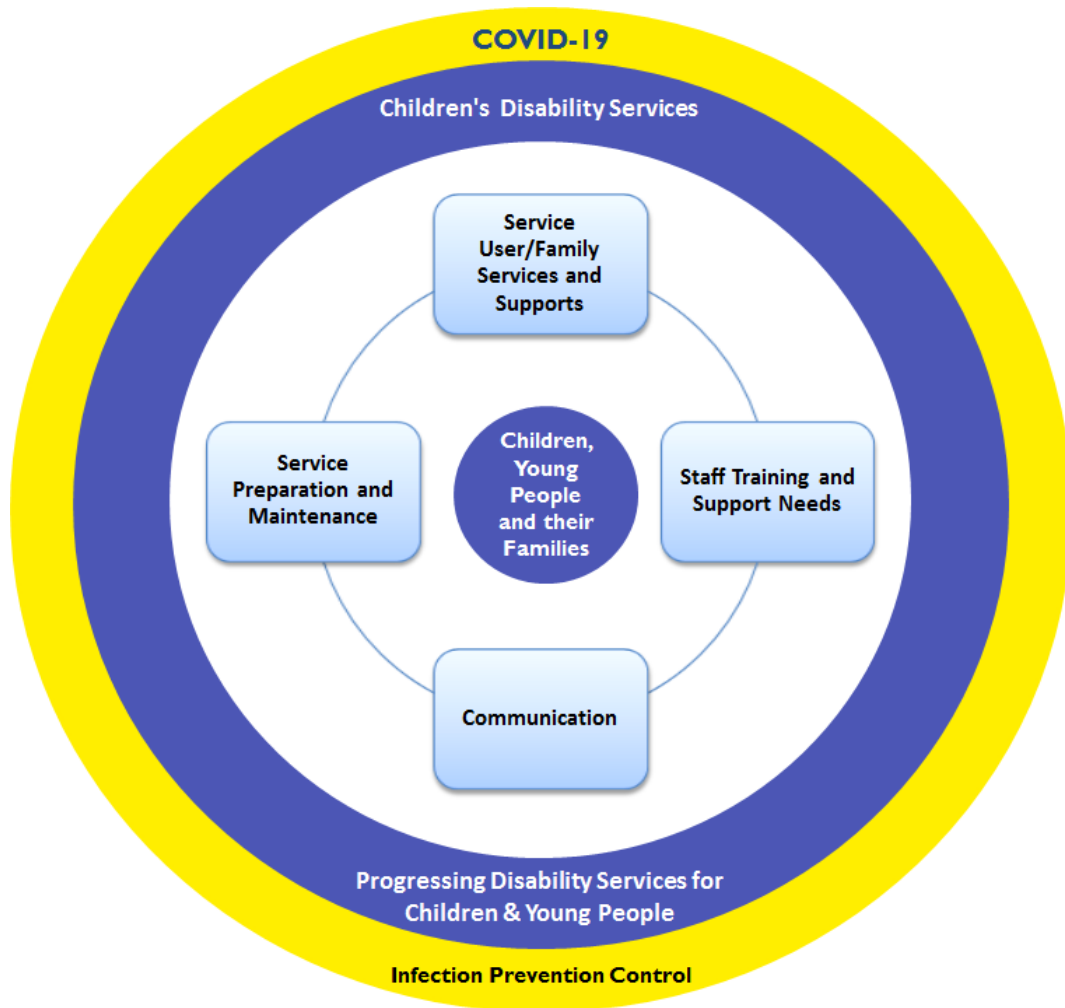 COVID-19
Children's Disability Services
Service
User/Family
Services and
Supports
Service
Preparation and
Maintenance
Children,
Young
People
and their
Families
Staff Training and
Support Needs
Communication
Progressing Disability Services for
Children & Young People
Infection Prevention Control